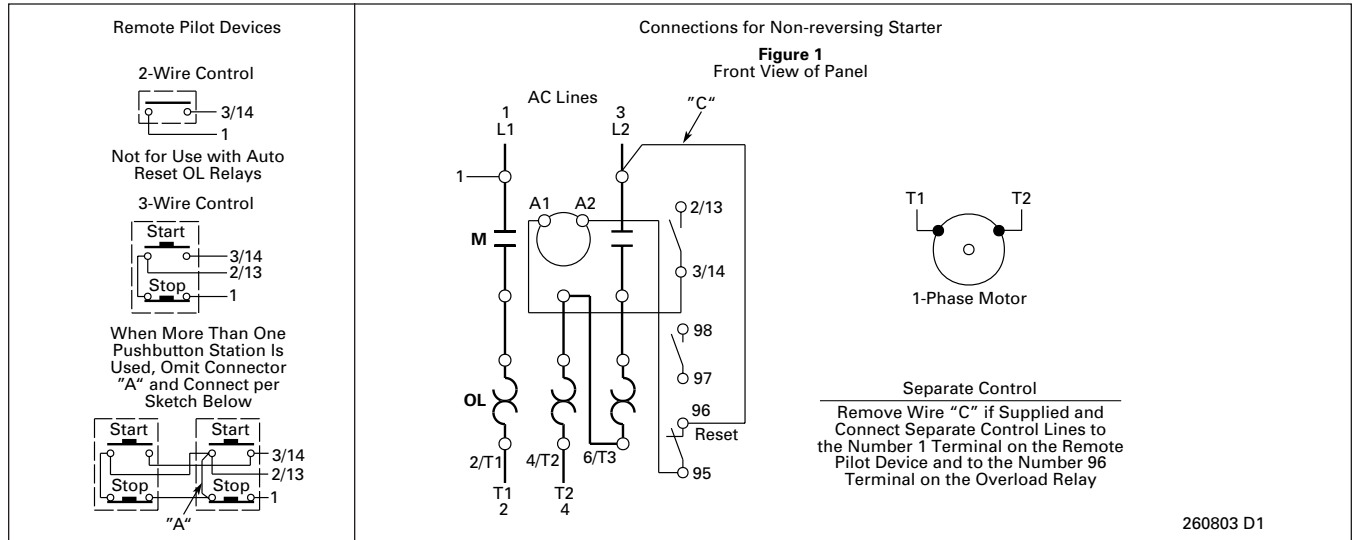 Remote Pilot Devices
2-Wire Control
3/14
1
Not for Use with Auto
Reset OL Relays
3-Wire Control
Start
3/14
2/13
Stop
1
When More Than One
Pushbutton Station Is
Used, Omit Connector
"A" and Connect per
Sketch Below
Start Start
3/14
2/13
Stop Stop
1
"A"
Connections for Non-reversing Starter
Figure 1
Front View of Panel
AC Lines
"C"
1 3
L1 L2
1
A1 A2
2/13
M
3/14
98
97
OL
96
Reset
2/T1 4/T2 6/T3
95
T1 T2
2 4
T1 T2
1-Phase Motor
Separate Control
Remove Wire “C” if Supplied and
Connect Separate Control Lines to
the Number 1 Terminal on the Remote
Pilot Device and to the Number 96
Terminal on the Overload Relay
260803 D1